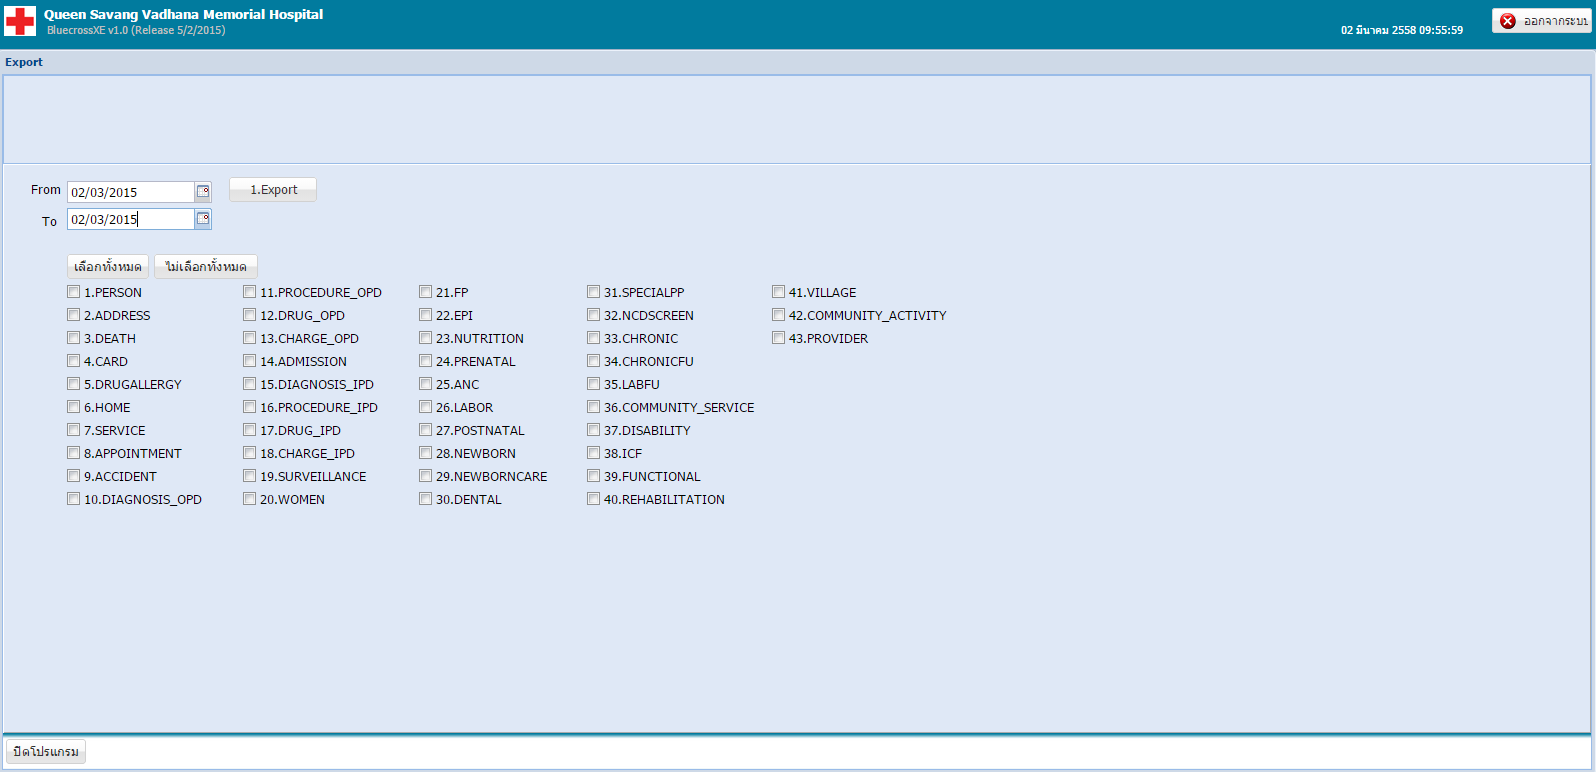 Queen Savang Vadhana Memorial Hospital
BluecrossXE v1.0 (Release 5/2/2015)
02 มีนาคม 2558 09:55:59
ออกจากระบบ
Export
From 02/03/2015 1.Export
To 02/03/2015
เลือกทั้งหมด ไม่เลือกทั้งหมด
1.PERSON 11.PROCEDURE_OPD 21.FP 31.SPECIALPP 41.VILLAGE
2.ADDRESS 12.DRUG_OPD 22.EPI 32.NCDSCREEN 42.COMMUNITY_ACTIVITY
3.DEATH 13.CHARGE_OPD 23.NUTRITION 33.CHRONIC 43.PROVIDER
4.CARD 14.ADMISSION 24.PRENATAL 34.CHRONICFU
5.DRUGALLERGY 15.DIAGNOSIS_IPD 25.ANC 35.LABFU
6.HOME 16.PROCEDURE_IPD 26.LABOR 36.COMMUNITY_SERVICE
7.SERVICE 17.DRUG_IPD 27.POSTNATAL 37.DISABILITY
8.APPOINTMENT 18.CHARGE_IPD 28.NEWBORN 38.ICF
9.ACCIDENT 19.SURVEILLANCE 29.NEWBORNCARE 39.FUNCTIONAL
10.DIAGNOSIS_OPD 20.WOMEN 30.DENTAL 40.REHABILITATION
ปิดโปรแกรม